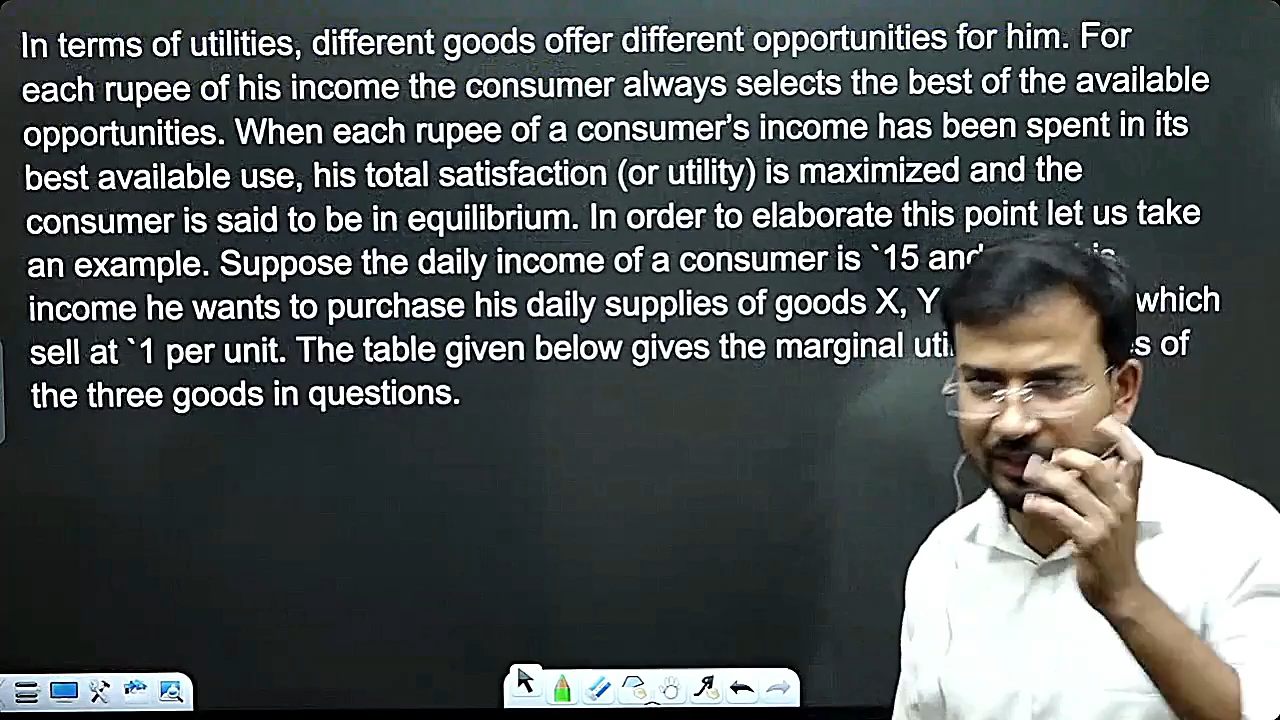 In terms of utilities, different goods offer different opportunities for him. For
each rupee of his income the consumer always selects the best of the available
opportunities. When each rupee of a consumer's income has been spent in its
best available use, his total satisfaction (or utility) is maximized and the
consumer is said to be in equilibrium. In order to elaborate this point let us take
an example. Suppose the daily income of a consumer is `15 and
income he wants to purchase his daily supplies of goods X, Y which
sell at `1 per unit. The table given below gives the marginal of
the three goods in questions.